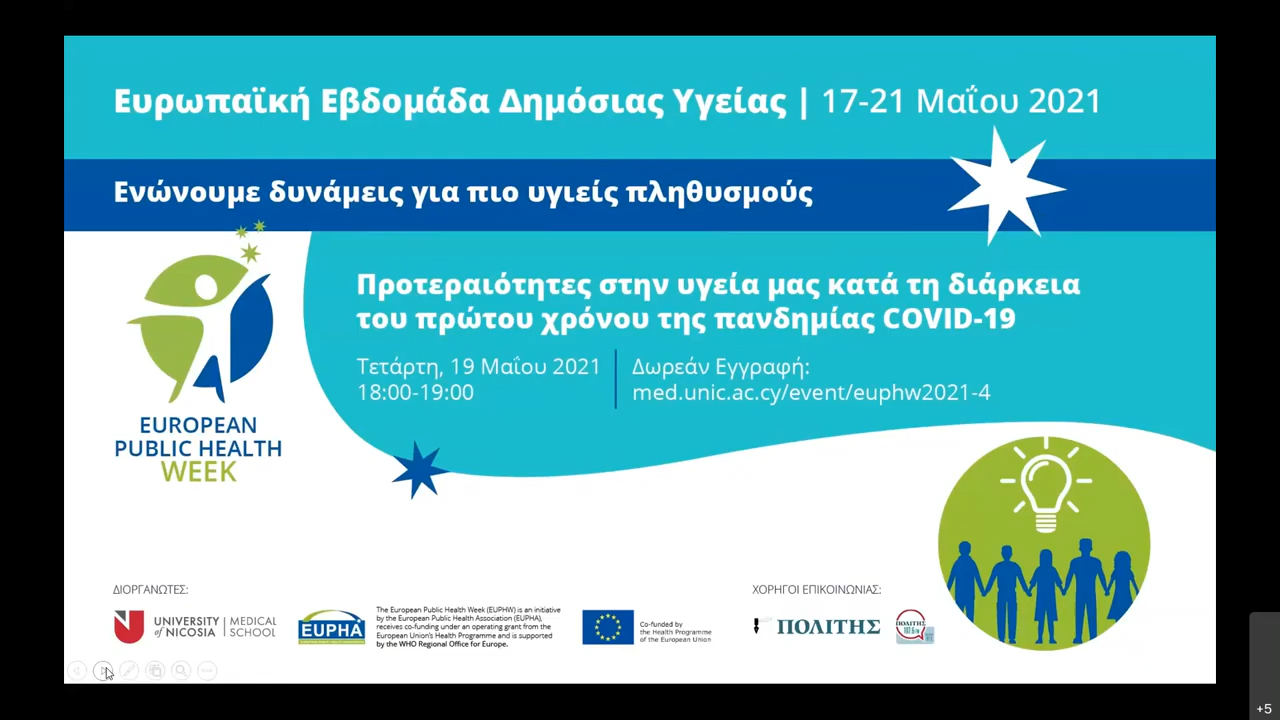 Ευρωπαϊκή Εβδομάδα Δημόσιας Υγείας | 17-21 Μαΐου 2021
Ενώνουμε δυνάμεις για πιο υγιείς πληθυσμούς
Προτεραιότητες στην υγεία μας κατά τη διάρκεια
του πρώτου χρόνου της πανδημίας COVID-19
Τετάρτη, 19 Μαΐου 2021
18:00-19:00
Δωρεάν Εγγραφή:
med.unic.ac.cy/event/euphw2021-4
EUROPEAN
PUBLIC HEALTH
WEEK
ΔΙΟΡΓΑΝΩΤΕΣ:
UNIVERSITY
of NICOSIA
MEDICAL
SCHOOL
EUPHA
The European Public Health Week (EUPHW) is an initiative
by the European Public Health Association (EUPHA),
receives co-funding under an operating grant from the
European Union's Health Programme and is supported
by the WHO Regional Office for Europe.
Co-funded by
the Health Programme
of the European Union
ΧΟΡΗΓΟΙ ΕΠΙΚΟΙΝΩΝΙΑΣ:
ΠΟΛΙΤΗΣ
ΠΟΛΙΤΗΣ
107.6 fm
+5